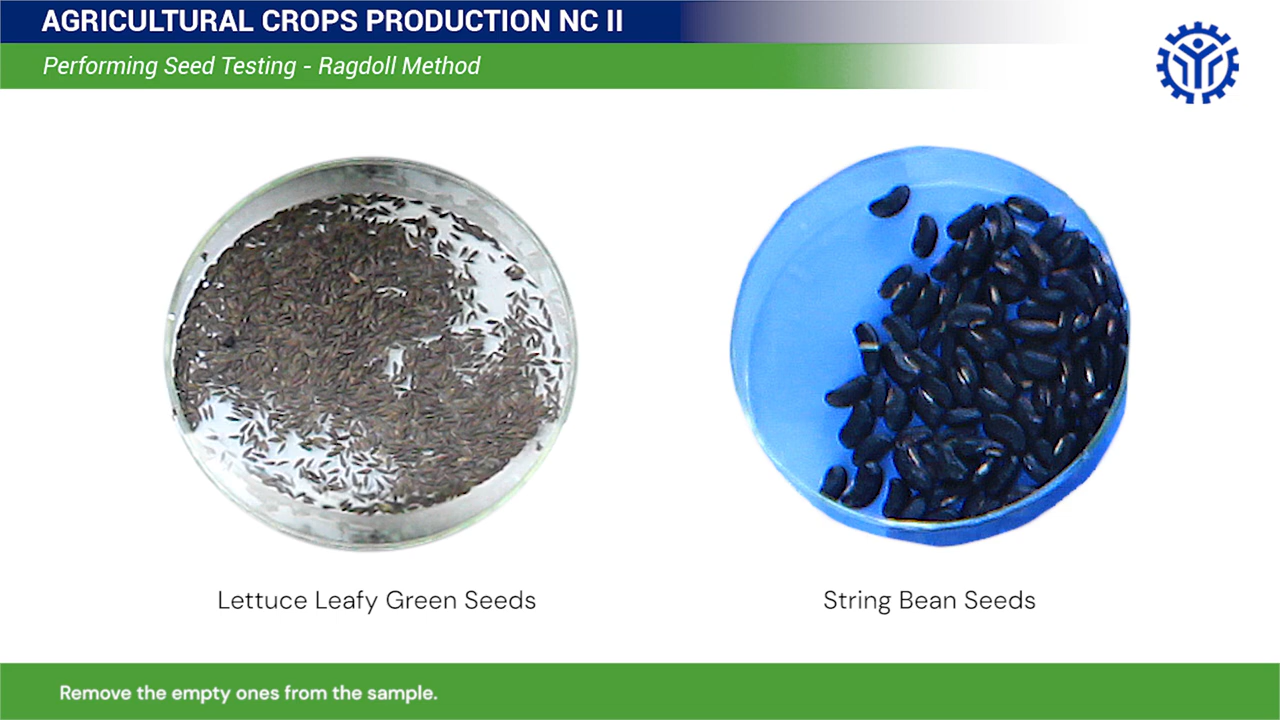 AGRICULTURAL CROPS PRODUCTION NC II
Performing Seed Testing - Ragdoll Method
Lettuce Leafy Green Seeds
String Bean Seeds
Remove the empty ones from the sample.